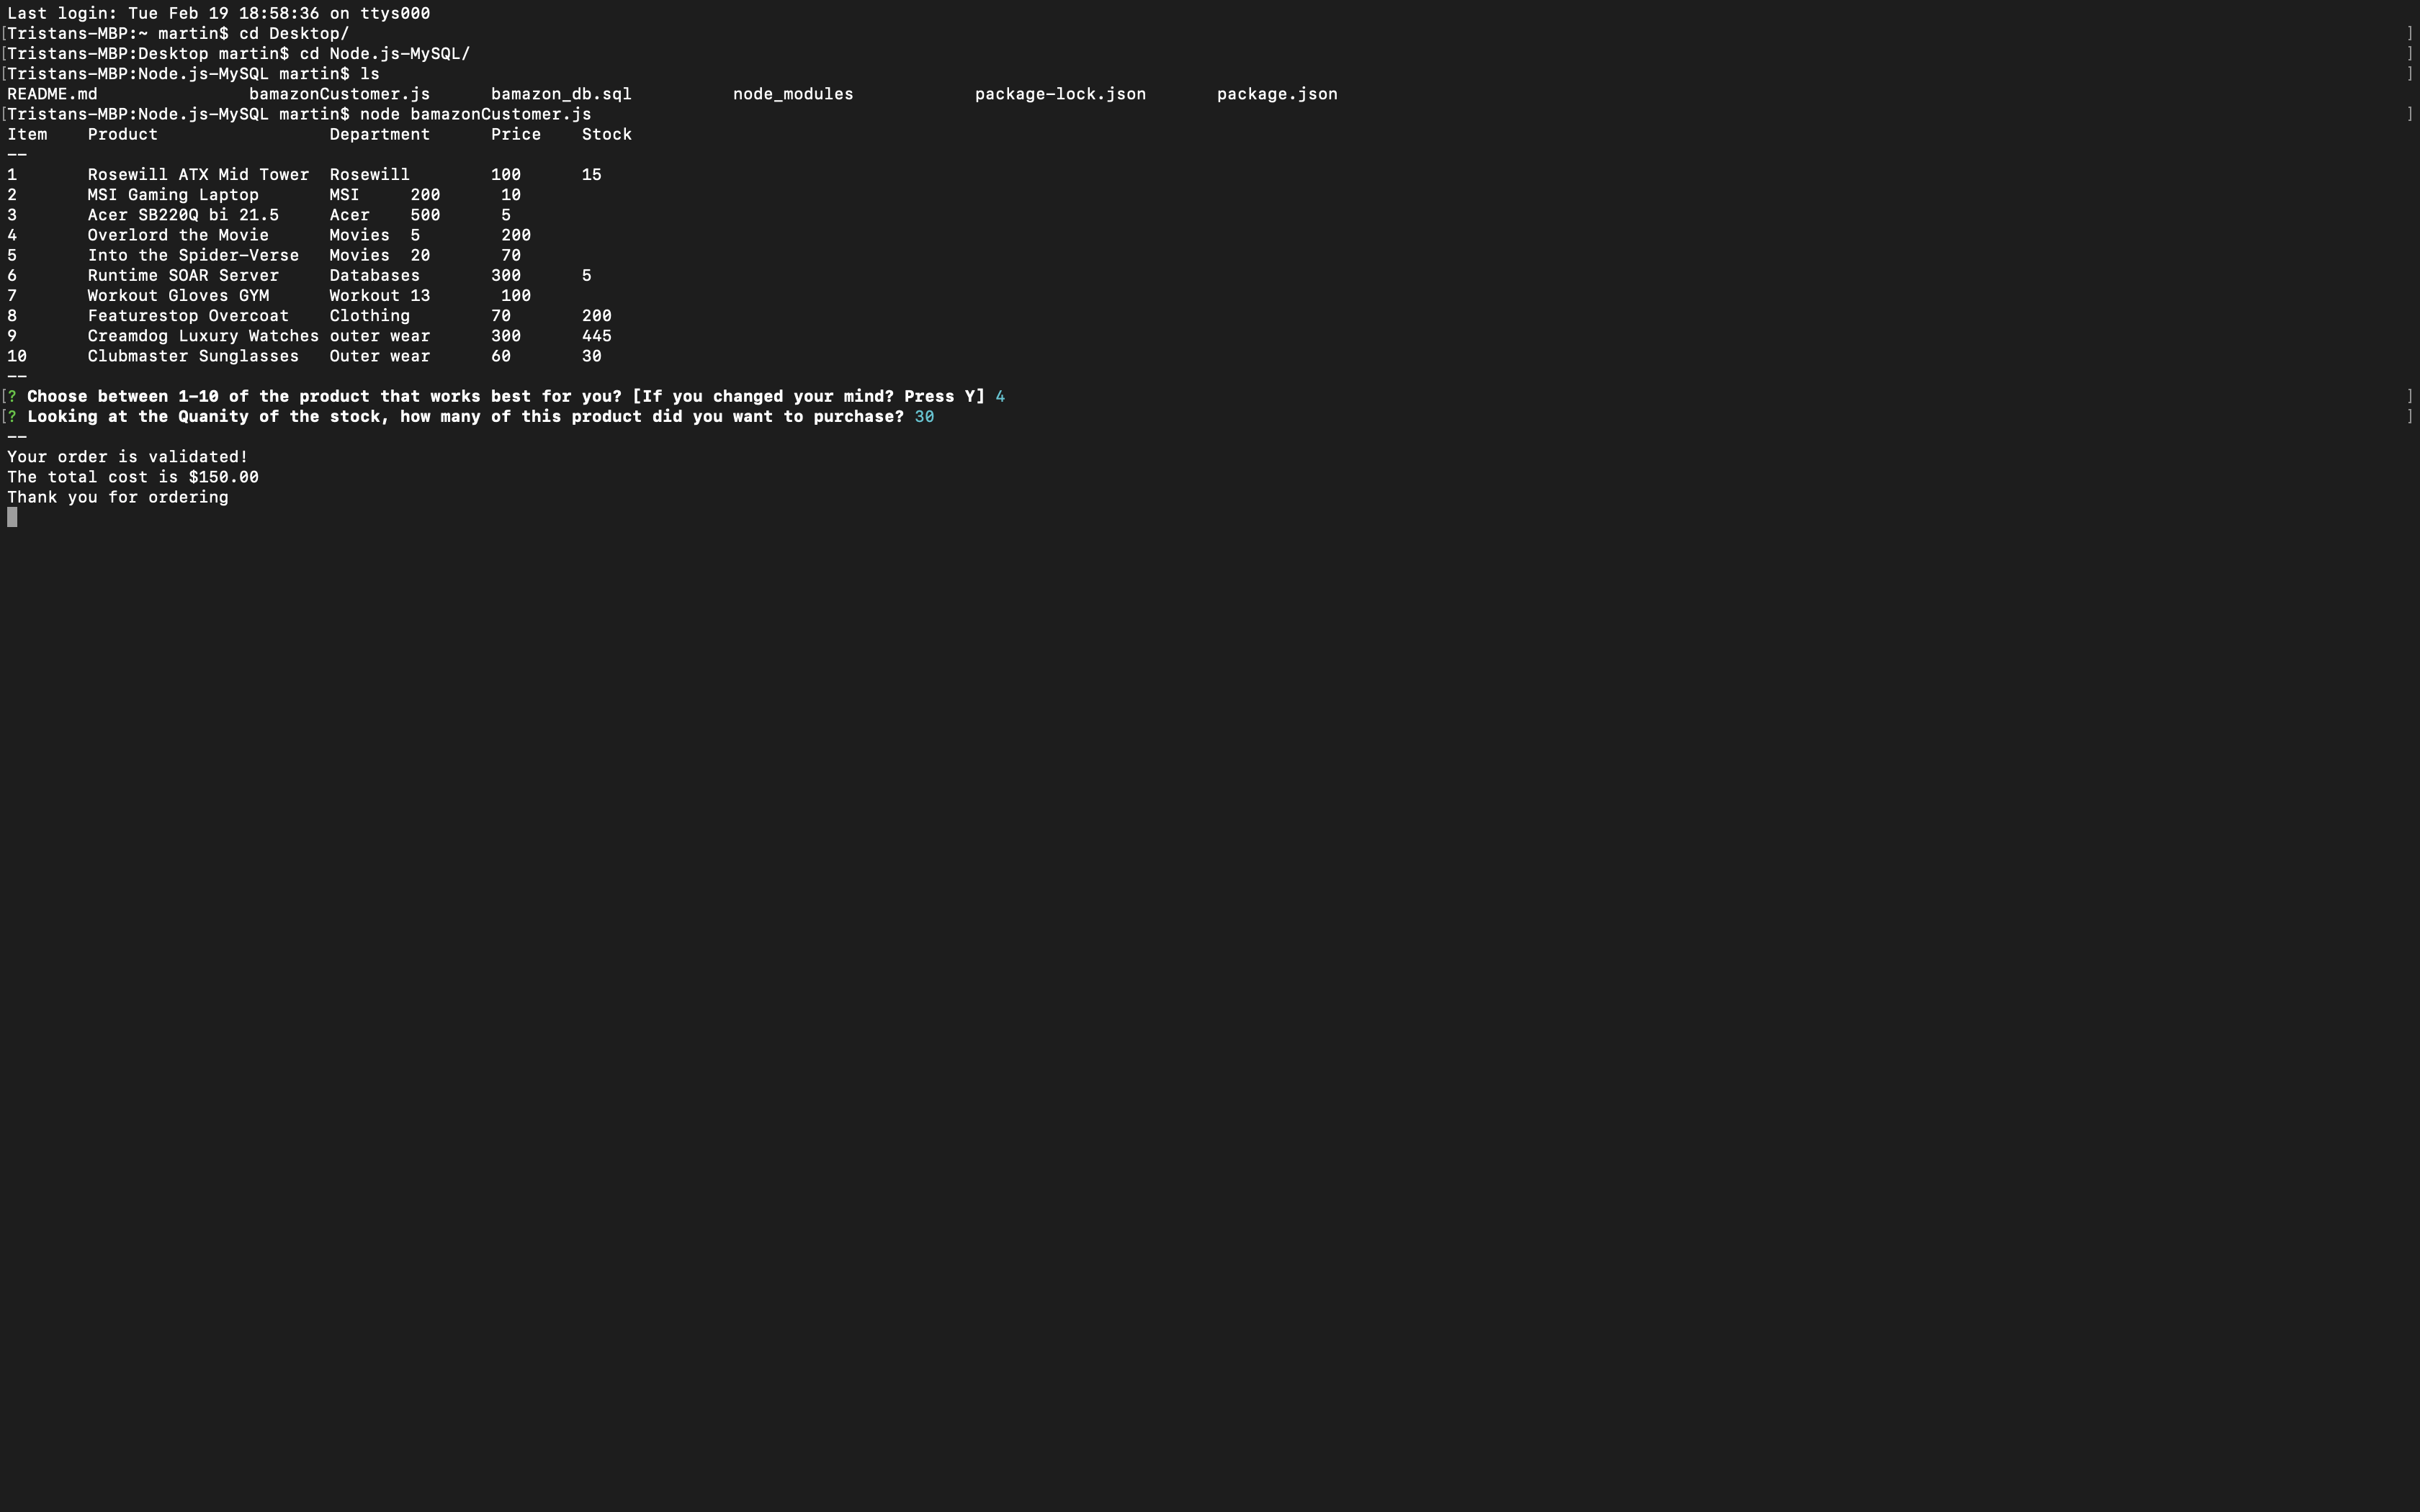 Last login: Tue Feb 19 18:58:36 on ttys000
[Tristans-MBP:~ martin$ cd Desktop/ ]
[Tristans-MBP:Desktop martin$ cd Node.js-MySQL/ ]
[Tristans-MBP:Node.js-MySQL martin$ ls ]
README.md bamazonCustomer.js bamazon_db.sql node_modules package-lock.json package.json
[Tristans-MBP:Node.js-MySQL martin$ node bamazonCustomer.js ]
Item Product Department Price Stock
--
1 Rosewill ATX Mid Tower Rosewill 100 15
2 MSI Gaming Laptop MSI 200 10
3 Acer SB220Q bi 21.5 Acer 500 5
4 Overlord the Movie Movies 5 200
5 Into the Spider-Verse Movies 20 70
6 Runtime SOAR Server Databases 300 5
7 Workout Gloves GYM Workout 13 100
8 Featurestop Overcoat Clothing 70 200
9 Creamdog Luxury Watches outer wear 300 445
10 Clubmaster Sunglasses Outer wear 60 30
--
[? Choose between 1-10 of the product that works best for you? [If you changed your mind? Press Y] 4 ]
[? Looking at the Quanity of the stock, how many of this product did you want to purchase? 30 ]
--
Your order is validated!
The total cost is $150.00
Thank you for ordering